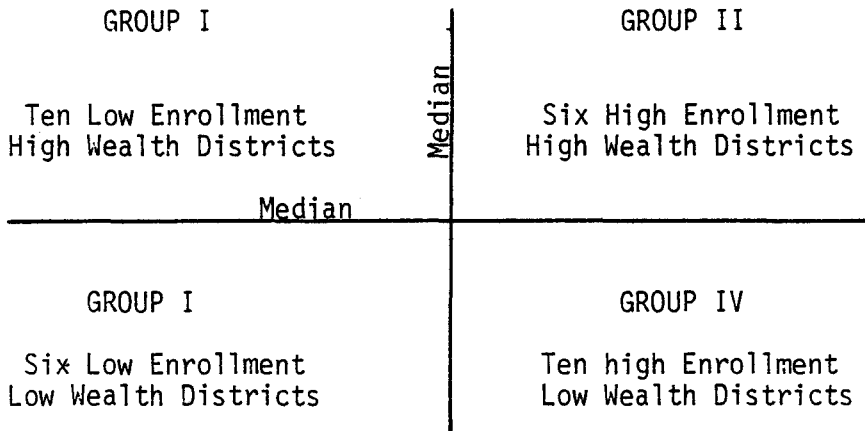 GROUP I
Ten Low Enrollment
High Wealth Districts
Median
GROUP II
Six High Enrollment
High Wealth Districts
Median
GROUP I
Six Low Enrollment
Low Wealth Districts
GROUP IV
Ten high Enrollment
Low Wealth Districts